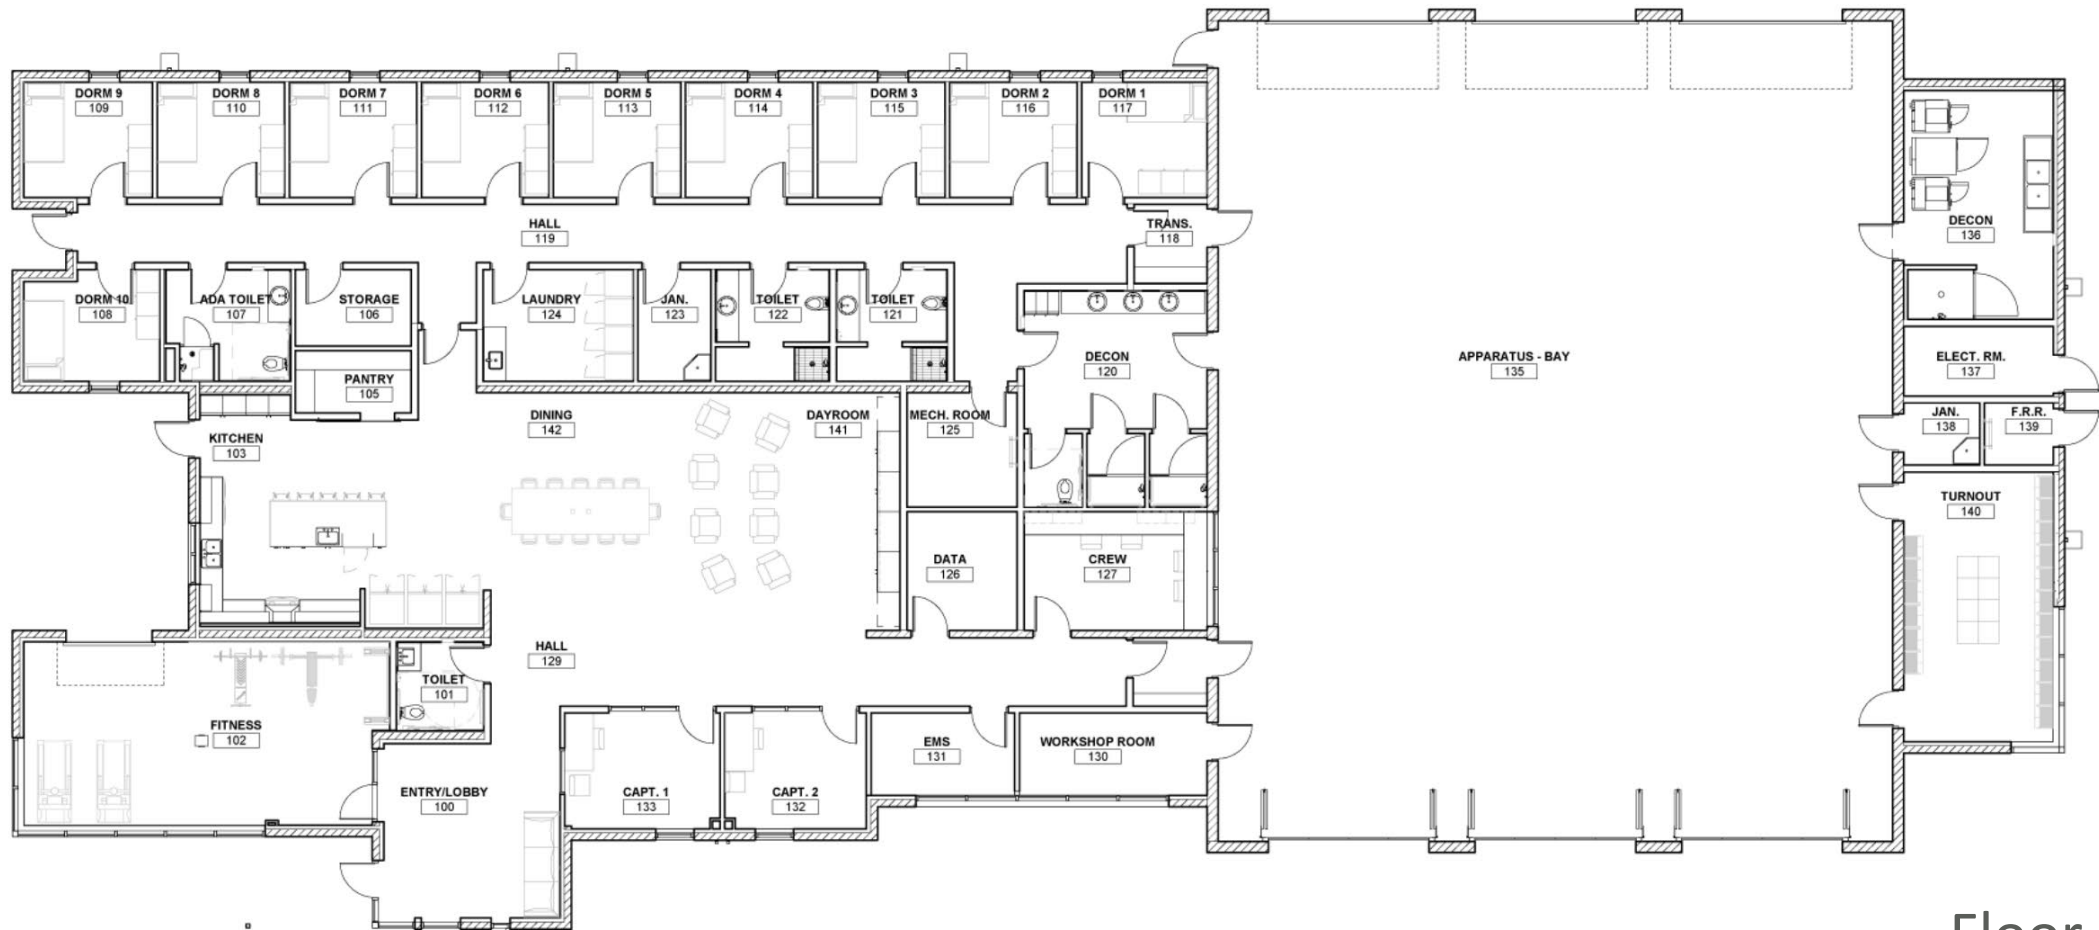 DORM 9
109
DORM 8
110
DORM 7
111
DORM 6
112
DORM 5
113
DORM 4
114
DORM 3
115
DORM 2
116
DORM 1
117
DECON
136
HALL
119
TRANS.
118
DORM 10
108
ADA TOILET
107
STORAGE
106
LAUNDRY
124
JAN.
123
TOILET
122
TOILET
121
DECON
120
APPARATUS - BAY
135
ELECT. RM.
137
PANTRY
105
KITCHEN
103
DINING
142
DAYROOM
141
MECH. ROOM
125
JAN.
138
F.R.R.
139
TURNOUT
140
DATA
126
CREW
127
HALL
129
TOILET
101
FITNESS
102
EMS
131
WORKSHOP ROOM
130
ENTRY/LOBBY
100
CAPT. 1
133
CAPT. 2
132
Floor